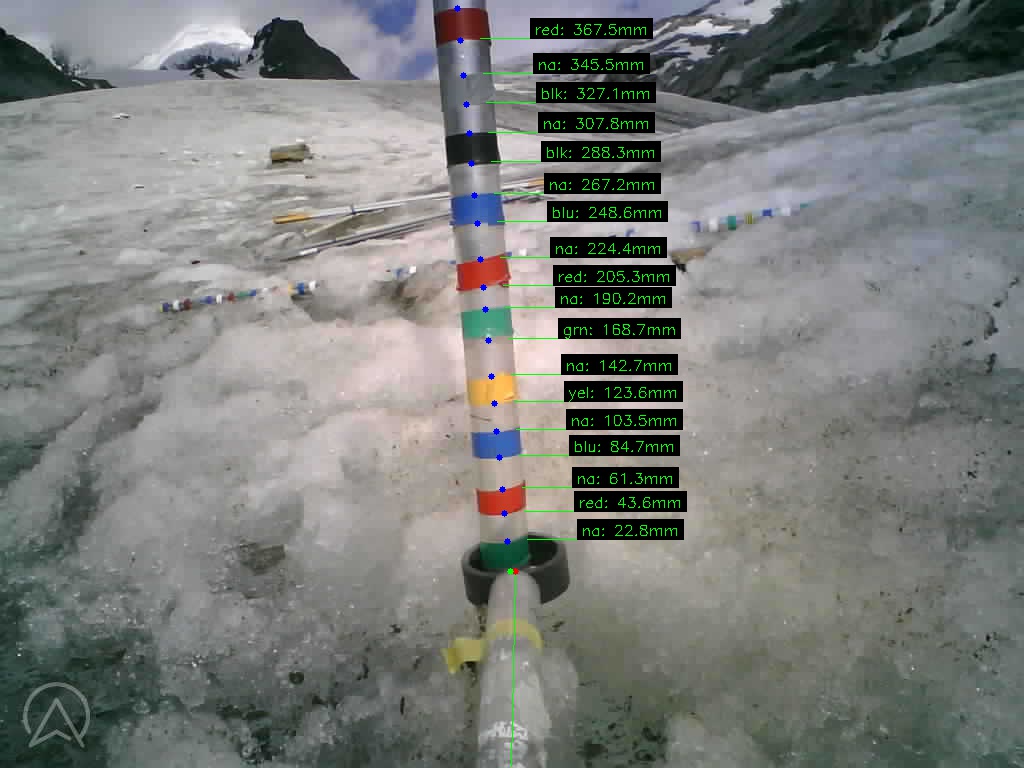 red: 367.5mm
na: 345.5mm
blk: 327.1mm
na: 307.8mm
blk: 288.3mm
na: 267.2mm
blu: 248.6mm
na: 224.4mm
red: 205.3mm
na: 190.2mm
grn: 168.7mm
na: 142.7mm
yel: 123.6mm
na: 103.5mm
blu: 84.7mm
na: 61.3mm
red: 43.6mm
na: 22.8mm